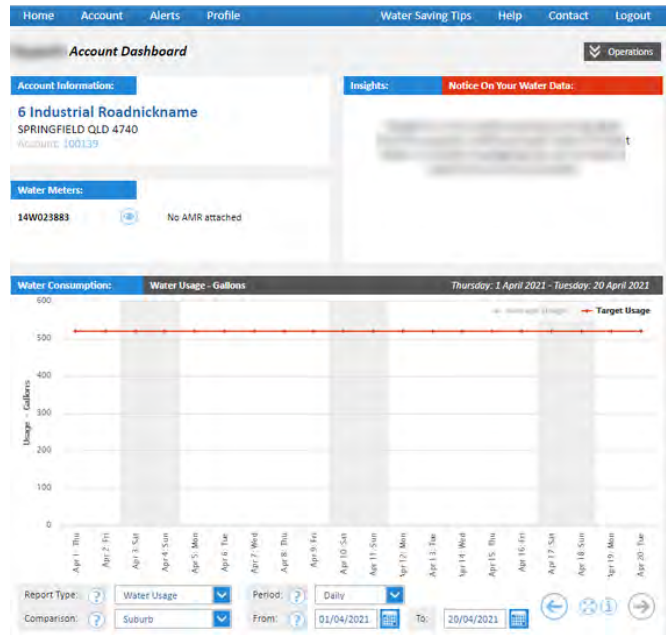 Home Account Alerts Profile Water Saving Tips Help Contact Logout
Account Dashboard
Operations
Account Information:
6 Industrial Roadnickname
SPRINGFIELD QLD 4740
Account: 100139
Insights: Notice On Your Water Data:
t
Water Meters:
14W023883 No AMR attached
Water Consumption: Water Usage - Gallons Thursday: 1 April 2021 - Tuesday: 20 April 2021
Average Usage Target Usage
Usage - Gallons
600
500
400
300
200
100
0
Apr 1: Thu
Apr 2: Fri
Apr 3: Sat
Apr 4: Sun
Apr 5: Mon
Apr 6: Tue
Apr 7: Wed
Apr 8: Thu
Apr 9: Fri
Apr 10: Sat
Apr 11: Sun
Apr 12: Mon
Apr 13: Tue
Apr 14: Wed
Apr 15: Thu
Apr 16: Fri
Apr 17: Sat
Apr 18: Sun
Apr 19: Mon
Apr 20: Tue
Report Type: ? Water Usage Period: ? Daily
Comparison: ? Suburb From: ? 01/04/2021 To: 20/04/2021